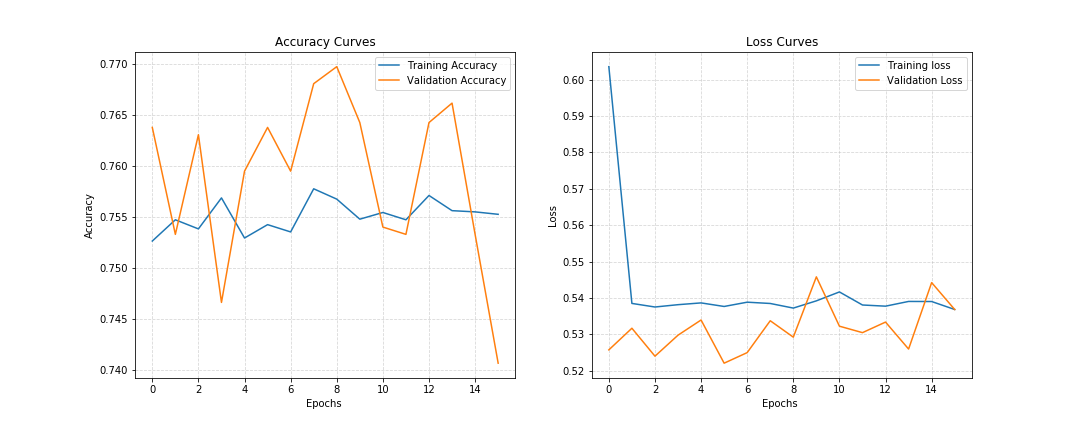 Accuracy Curves
Training Accuracy
Validation Accuracy
0.770
0.765
0.760
0.755
0.750
0.745
0.740
Accuracy
0 2 4 6 8 10 12 14
Epochs
Loss Curves
Training loss
Validation Loss
0.60
0.59
0.58
0.57
0.56
0.55
0.54
0.53
0.52
Loss
0 2 4 6 8 10 12 14
Epochs